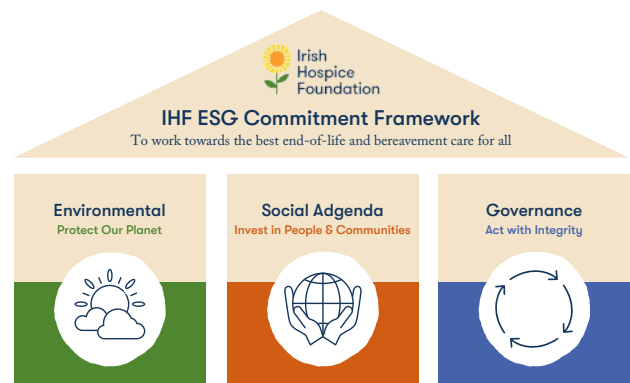 Irish
Hospice
Foundation
IHF ESG Commitment Framework
To work towards the best end-of-life and bereavement care for all
Environmental
Protect Our Planet
Social Adgenda
Invest in People & Communities
Governance
Act with Integrity